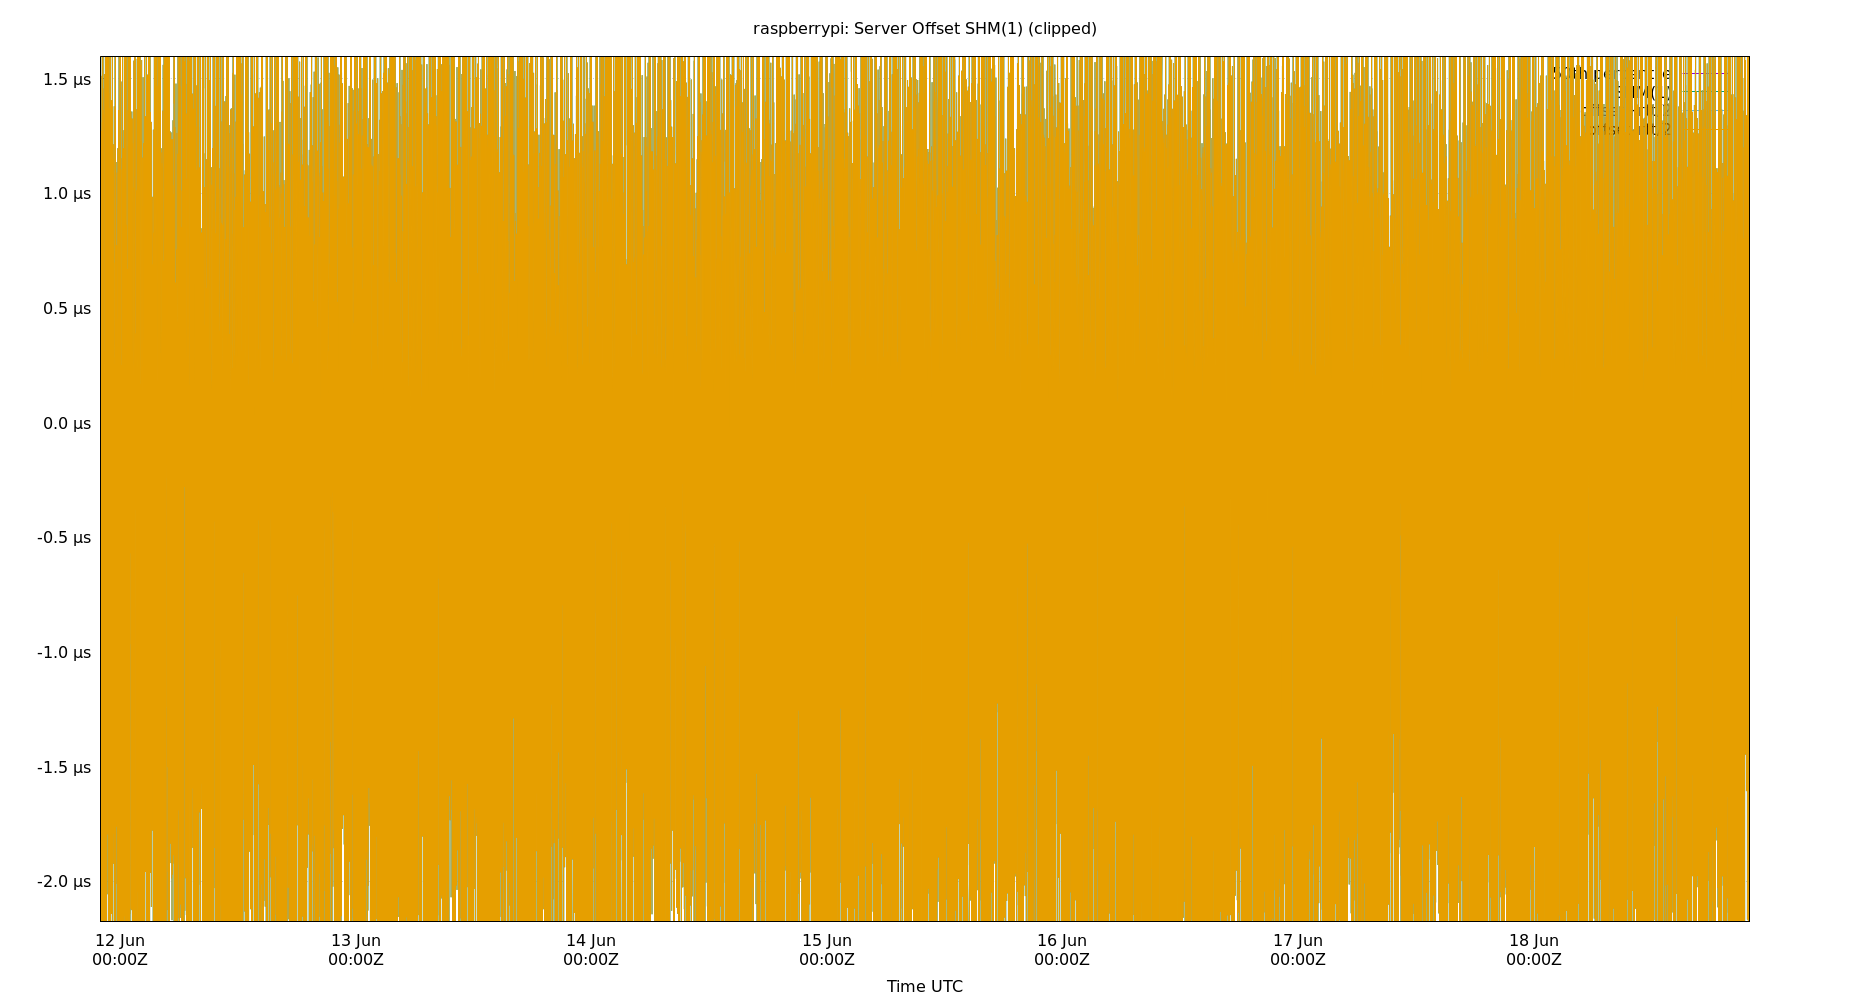 raspberrypi: Server Offset SHM(1) (clipped)
1.5 µs
1.0 µs
0.5 µs
0.0 µs
-0.5 µs
-1.0 µs
-1.5 µs
-2.0 µs
12 Jun 13 Jun 14 Jun 15 Jun 16 Jun 17 Jun 18 Jun
00:00Z 00:00Z 00:00Z 00:00Z 00:00Z 00:00Z 00:00Z
Time UTC